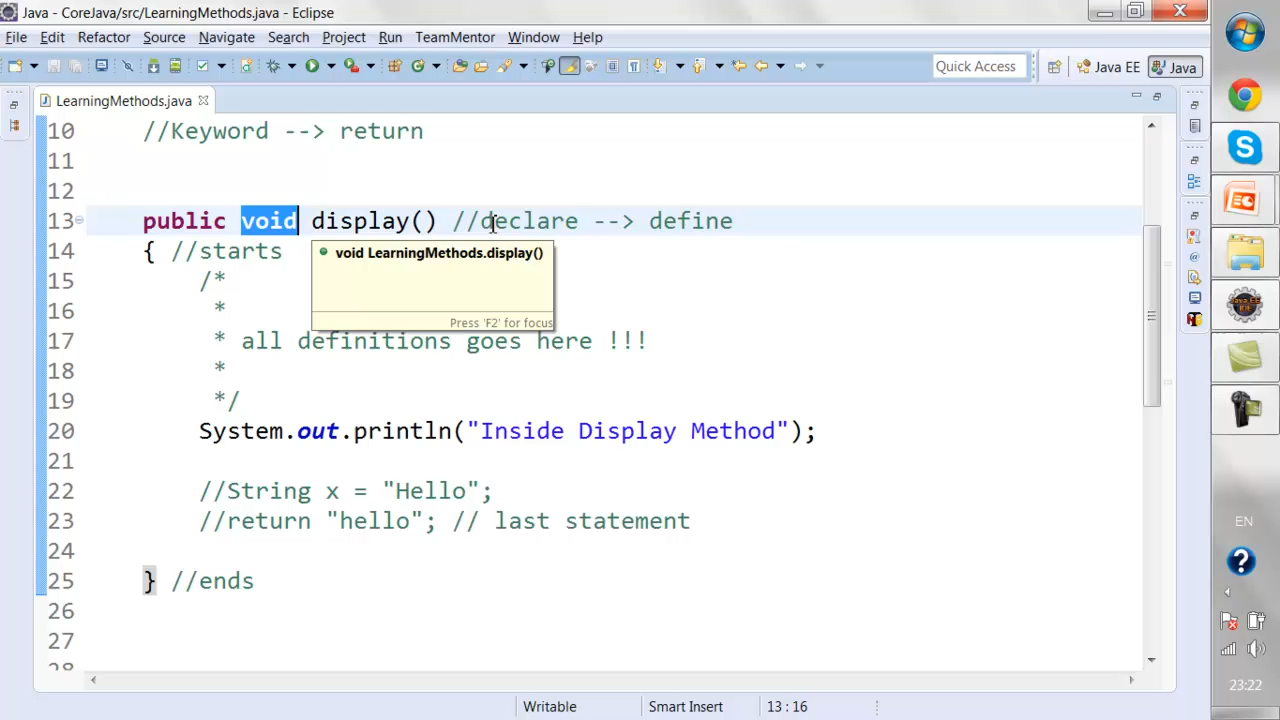 Java - CoreJava/src/LearningMethods.java - Eclipse
File Edit Refactor Source Navigate Search Project Run TeamMentor Window Help
Quick Access Java EE Java
LearningMethods.java
10 //Keyword --> return
11
12
13 public void display() //declare --> define
14 { //starts
void LearningMethods.display()
15 /*
16 *
Press 'F2' for focus
17 * all definitions goes here !!!
18 *
19 */
20 System.out.println("Inside Display Method");
21
22 //String x = "Hello";
23 //return "hello"; // last statement
24
25 } //ends
26
27
28
Writable Smart Insert 13 : 16
Java EE
IDE
EN
23:22